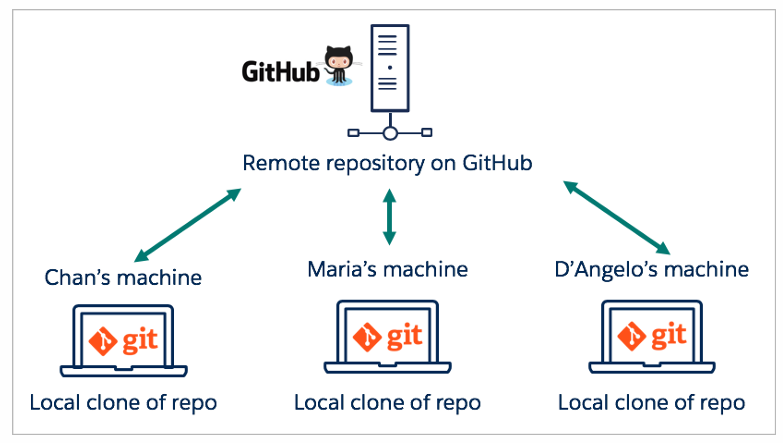 GitHub
Remote repository on GitHub
Chan’s machine
Maria’s machine
D’Angelo’s machine
git
git
git
Local clone of repo
Local clone of repo
Local clone of repo